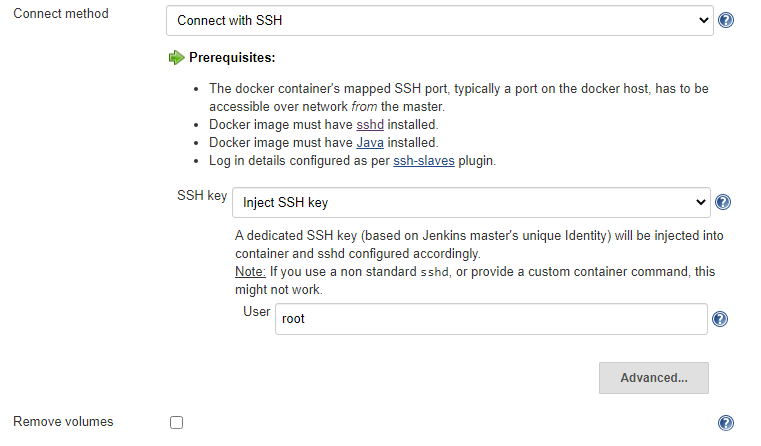 Connect method
Connect with SSH
Prerequisites:
The docker container's mapped SSH port, typically a port on the docker host, has to be
accessible over network from the master.
Docker image must have sshd installed.
Docker image must have Java installed.
Log in details configured as per ssh-slaves plugin.
SSH key
Inject SSH key
A dedicated SSH key (based on Jenkins master's unique Identity) will be injected into
container and sshd configured accordingly.
Note: If you use a non standard sshd, or provide a custom container command, this
might not work.
User
root
Advanced...
Remove volumes